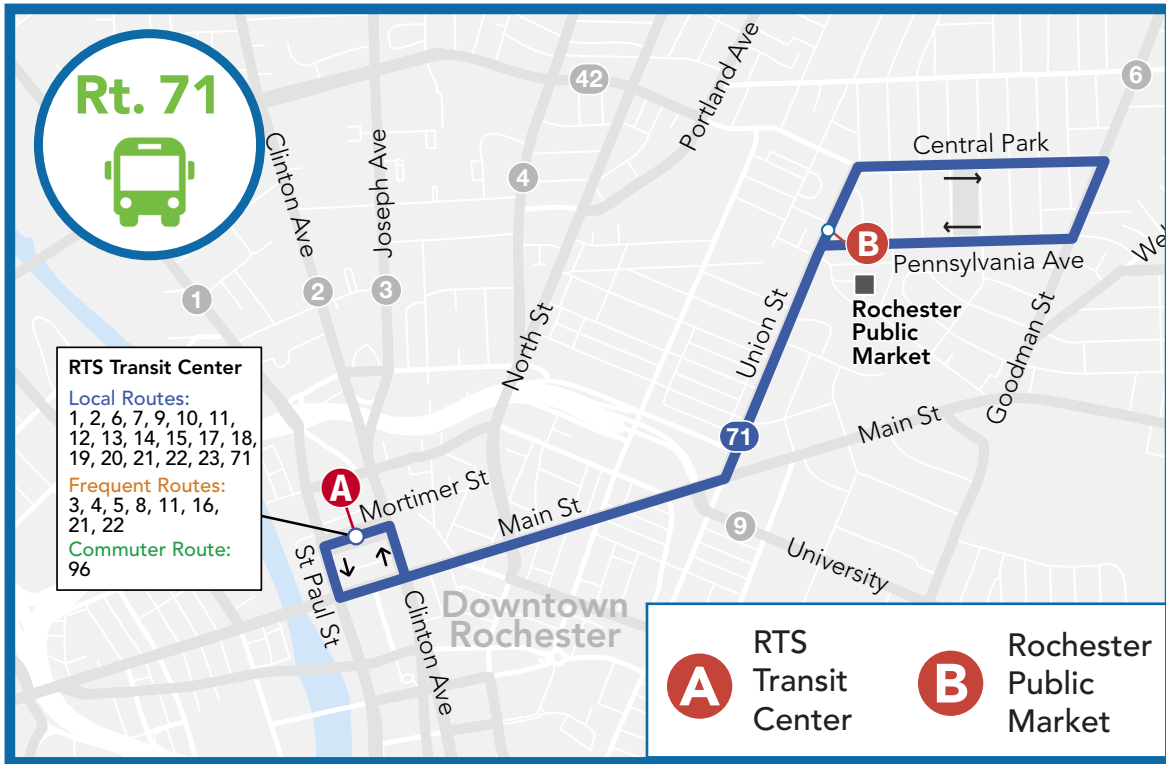 Rt. 71
42
Portland Ave
6
Central Park
Clinton Ave
Joseph Ave
4
B
Pennsylvania Ave
1
2
3
Rochester
Public
Market
North St
Union St
Goodman St
RTS Transit Center
Local Routes:
1, 2, 6, 7, 9, 10, 11,
12, 13, 14, 15, 17, 18,
19, 20, 21, 22, 23, 71
Frequent Routes:
3, 4, 5, 8, 11, 16,
21, 22
Commuter Route:
96
71
Main St
A
Mortimer St
Main St
9
University
St Paul St
Clinton Ave
Downtown
Rochester
A
RTS
Transit
Center
B
Rochester
Public
Market